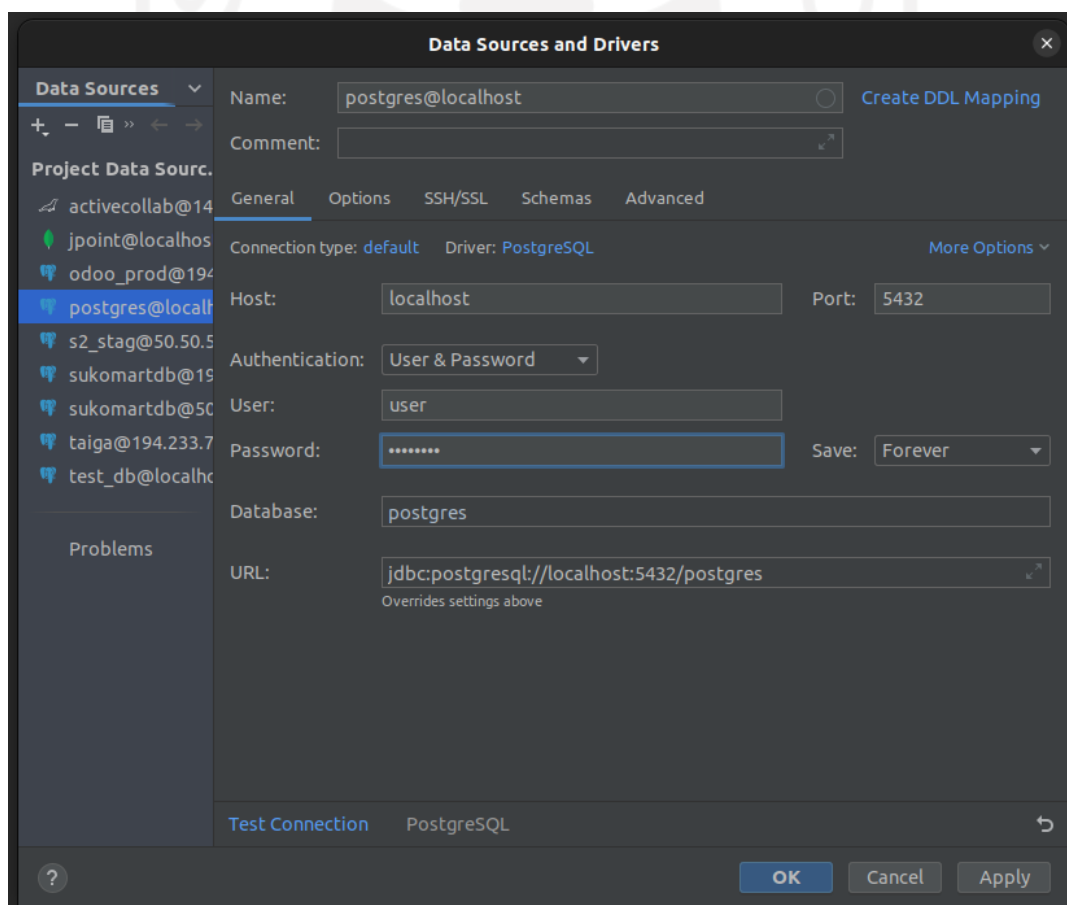 Data Sources and Drivers
Data Sources
Name: postgres@localhost Create DDL Mapping
Comment:
Project Data Sourc.
General Options SSH/SSL Schemas Advanced
activecollab@14
jpoint@localhos
Connection type: default Driver: PostgreSQL More Options
odoo_prod@194
Host: localhost Port: 5432
postgres@localh
s2_stag@50.50.5
Authentication: User & Password
sukomartdb@19
User: user
sukomartdb@50
taiga@194.233.7
Password: •••••••• Save: Forever
test_db@localho
Database: postgres
Problems
URL: jdbc:postgresql://localhost:5432/postgres
Overrides settings above
Test Connection PostgreSQL
? OK Cancel Apply